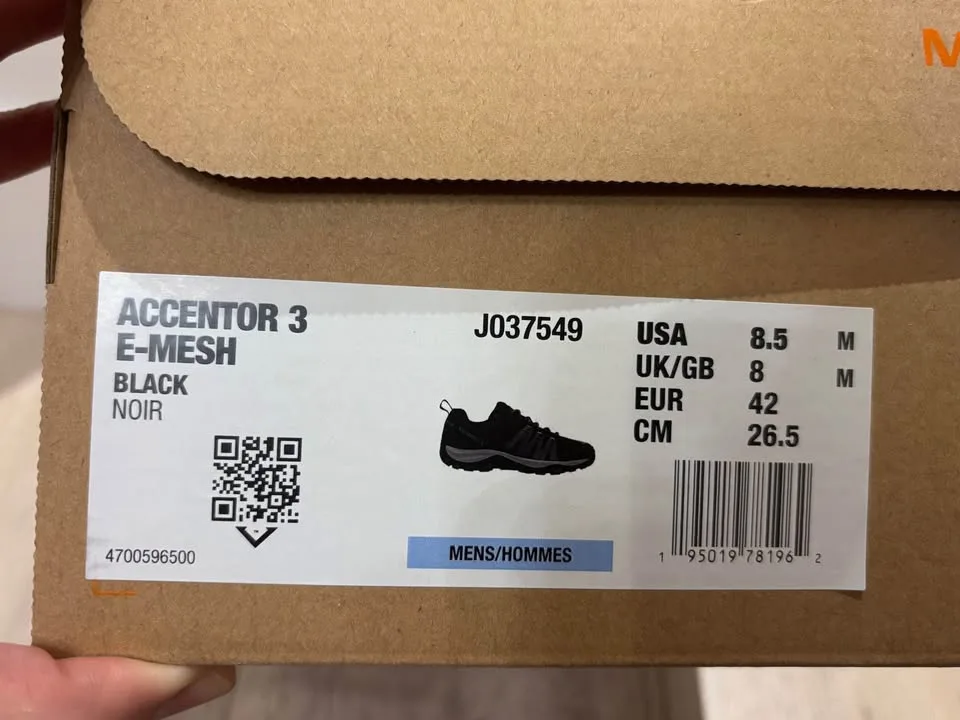 M
ACCENTOR 3
E-MESH
BLACK
NOIR
4700596500
J037549
MENS/HOMMES
USA 8.5 M
UK/GB 8 M
EUR 42
CM 26.5
1 95019 78196 2